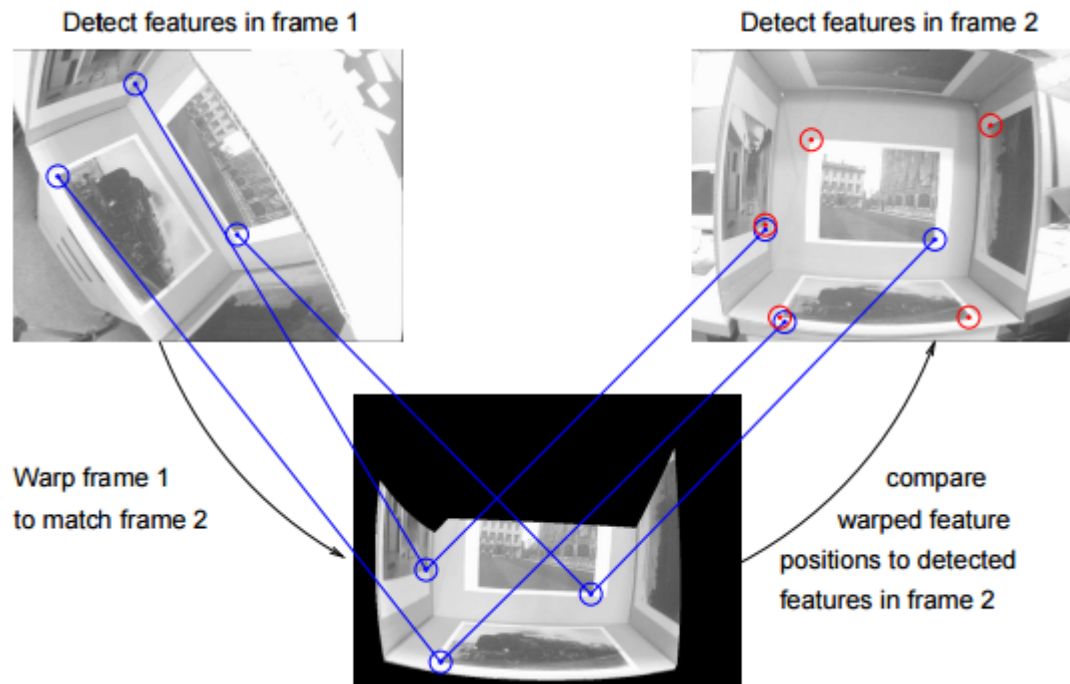 Detect features in frame 1
Detect features in frame 2
Warp frame 1
to match frame 2
compare
warped feature
positions to detected
features in frame 2